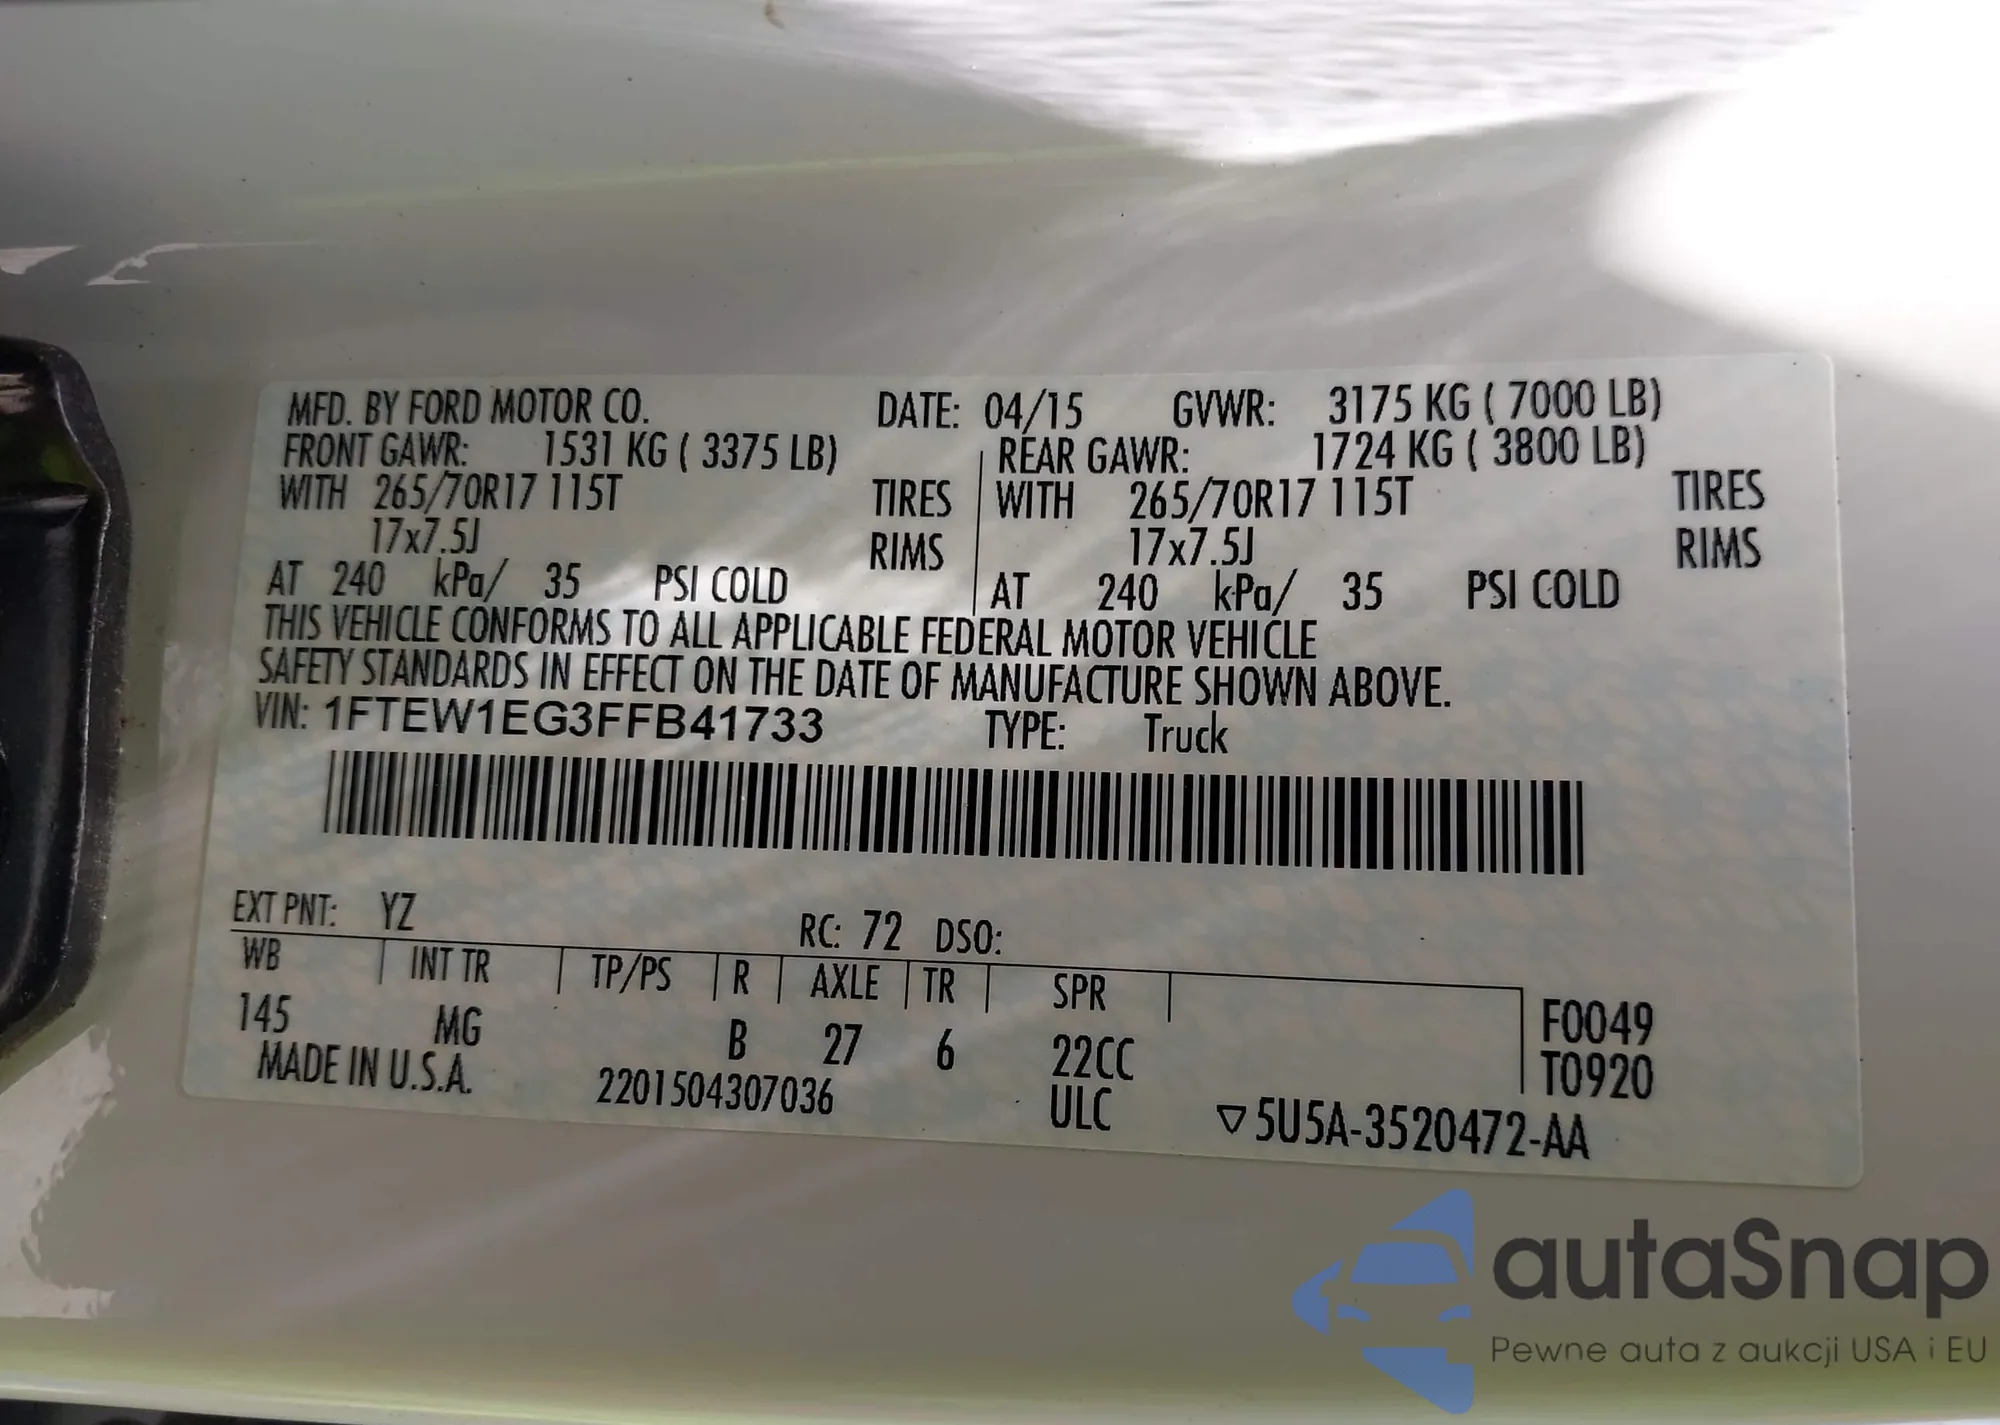 MFD. BY FORD MOTOR CO. DATE: 04/15 GVWR: 3175 KG ( 7000 LB)
FRONT GAWR: 1531 KG ( 3375 LB) REAR GAWR: 1724 KG ( 3800 LB)
WITH 265/70R17 115T TIRES WITH 265/70R17 115T TIRES
17x7.5J RIMS 17x7.5J RIMS
AT 240 kPa/ 35 PSI COLD AT 240 kPa/ 35 PSI COLD
THIS VEHICLE CONFORMS TO ALL APPLICABLE FEDERAL MOTOR VEHICLE
SAFETY STANDARDS IN EFFECT ON THE DATE OF MANUFACTURE SHOWN ABOVE.
VIN: 1FTEW1EG3FFB41733 TYPE: Truck
EXT PNT: YZ RC: 72 DSO:
WB INT TR TP/PS R AXLE TR SPR
145 MG B 27 6 22CC F0049
MADE IN U.S.A. 2201504307036 ULC T0920
▽5U5A-3520472-AA
autaSnap
Pewne auta z aukcji USA i EU